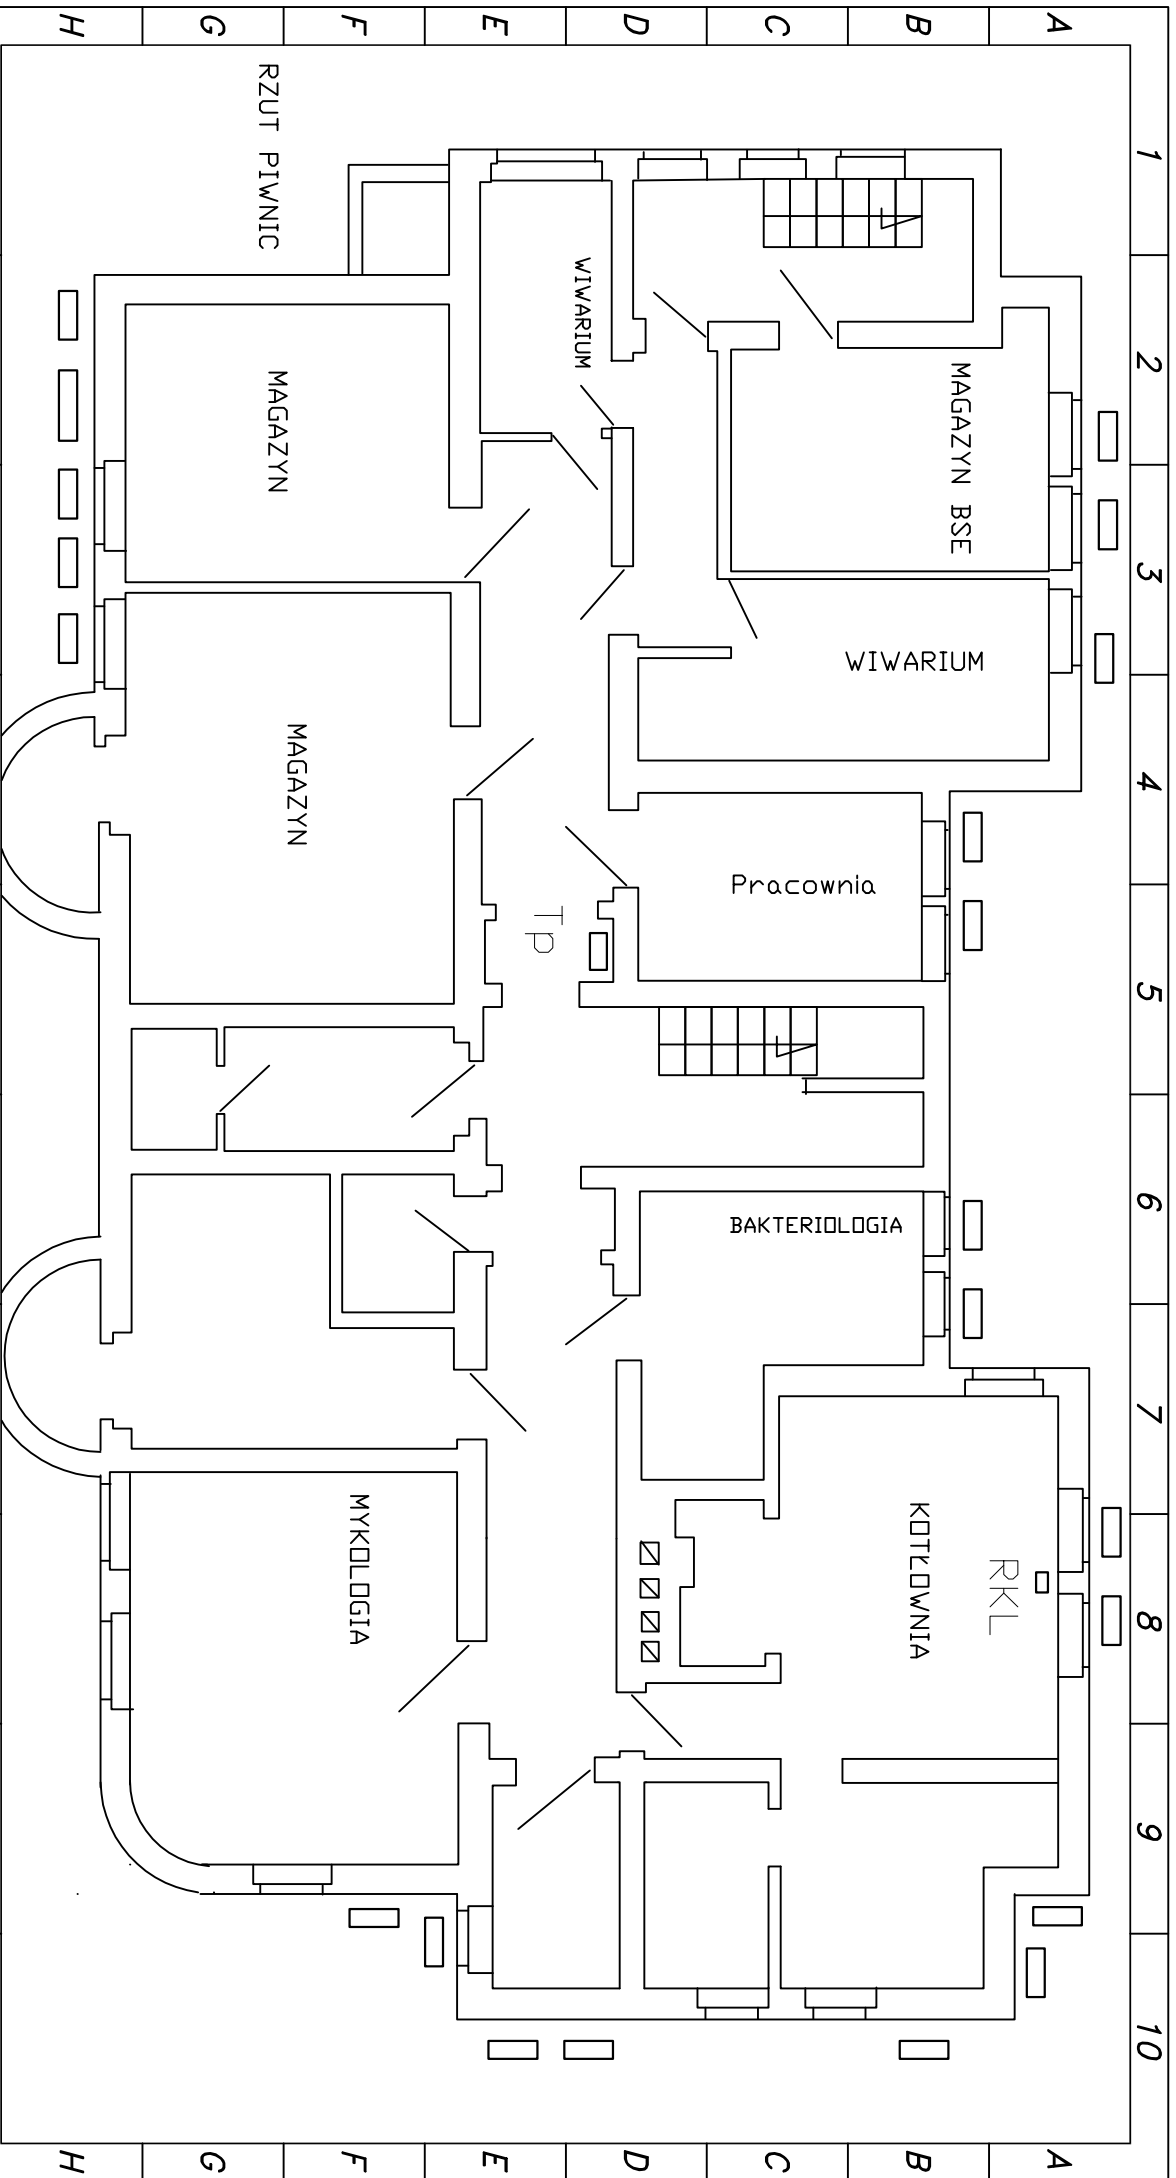 H G F E D C B A
1
2
3
4
5
6
7
8
9
10
RZUT PIWNIC
WIWARIUM
MAGAZYN BSE
MAGAZYN
WIWARIUM
MAGAZYN
Pracownia
Tp
BAKTERIOLOGIA
MYKOLOGIA
KOTŁOWNIA
RKL
H G F E D C B A